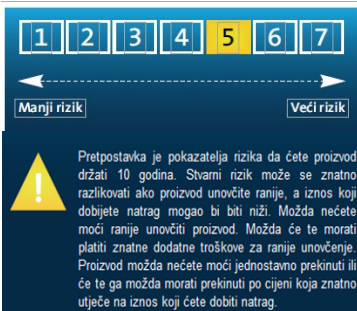 1 2 3 4 5 6 7
Manji rizik Veći rizik
Pretpostavka je pokazatelja rizika da ćete proizvod
držati 10 godina. Stvarni rizik može se znatno
razlikovati ako proizvod unovčite ranije, a iznos koji
dobijete natrag mogao bi biti niži. Možda nećete
moći ranije unovčiti proizvod. Možda će te morati
platiti znatne dodatne troškove za ranije unovčenje.
Proizvod možda nećete moći jednostavno prekinuti ili
će te ga možda morati prekinuti po cijeni koja znatno
utječe na iznos koji ćete dobiti natrag.